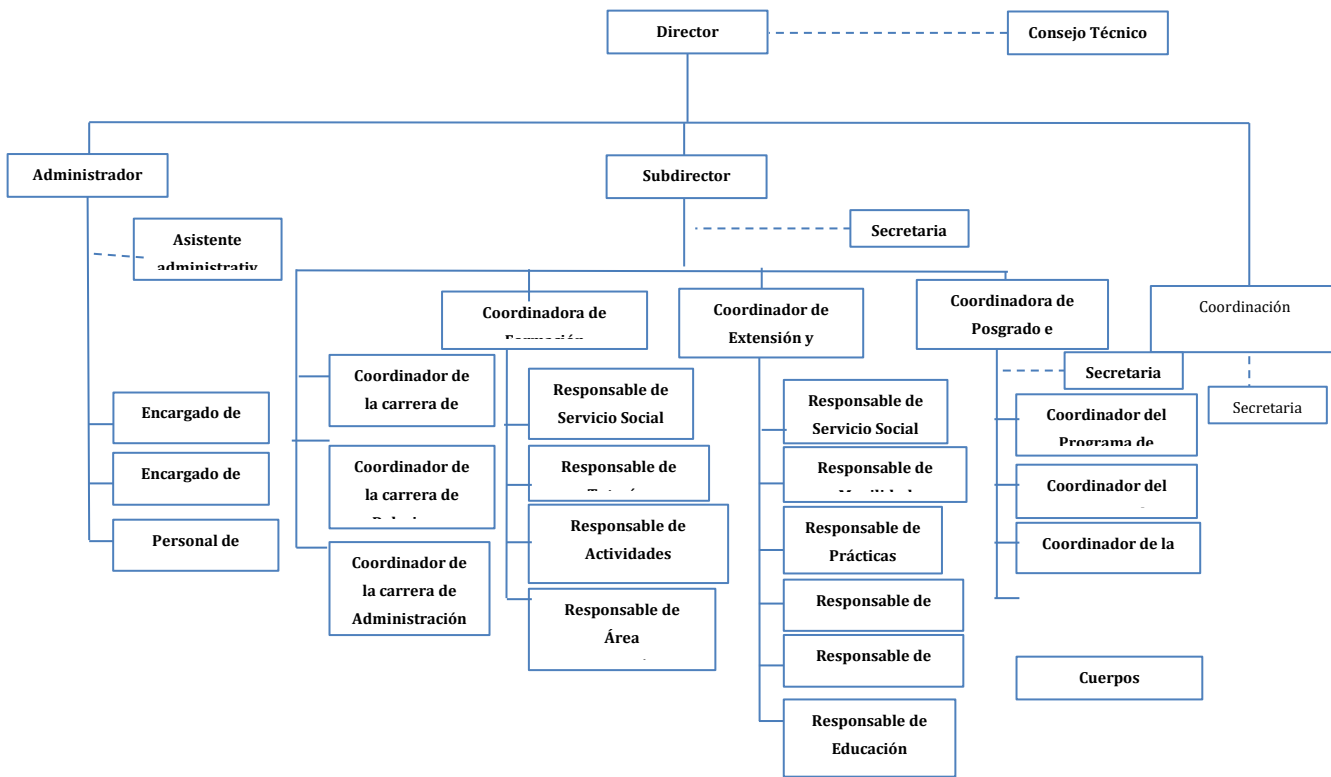 Director
Consejo Técnico
Administrador
Subdirector
Asistente
Secretaria
Coordinadora de
Coordinador de
Extensión y
Coordinadora de
Posgrado e
Coordinación
Secretaria
Secretaria
Coordinador de
la carrera de
Coordinador de
la carrera de
Coordinador de
la carrera de
Administración
Encargado de
Encargado de
Personal de
Responsable de
Servicio Social
Responsable de
Responsable de
Actividades
Responsable de
Área
Responsable de
Servicio Social
Responsable de
Responsable de
Prácticas
Responsable de
Responsable de
Responsable de
Educación
Coordinador del
Programa de
Coordinador del
Coordinador de la
Cuerpos